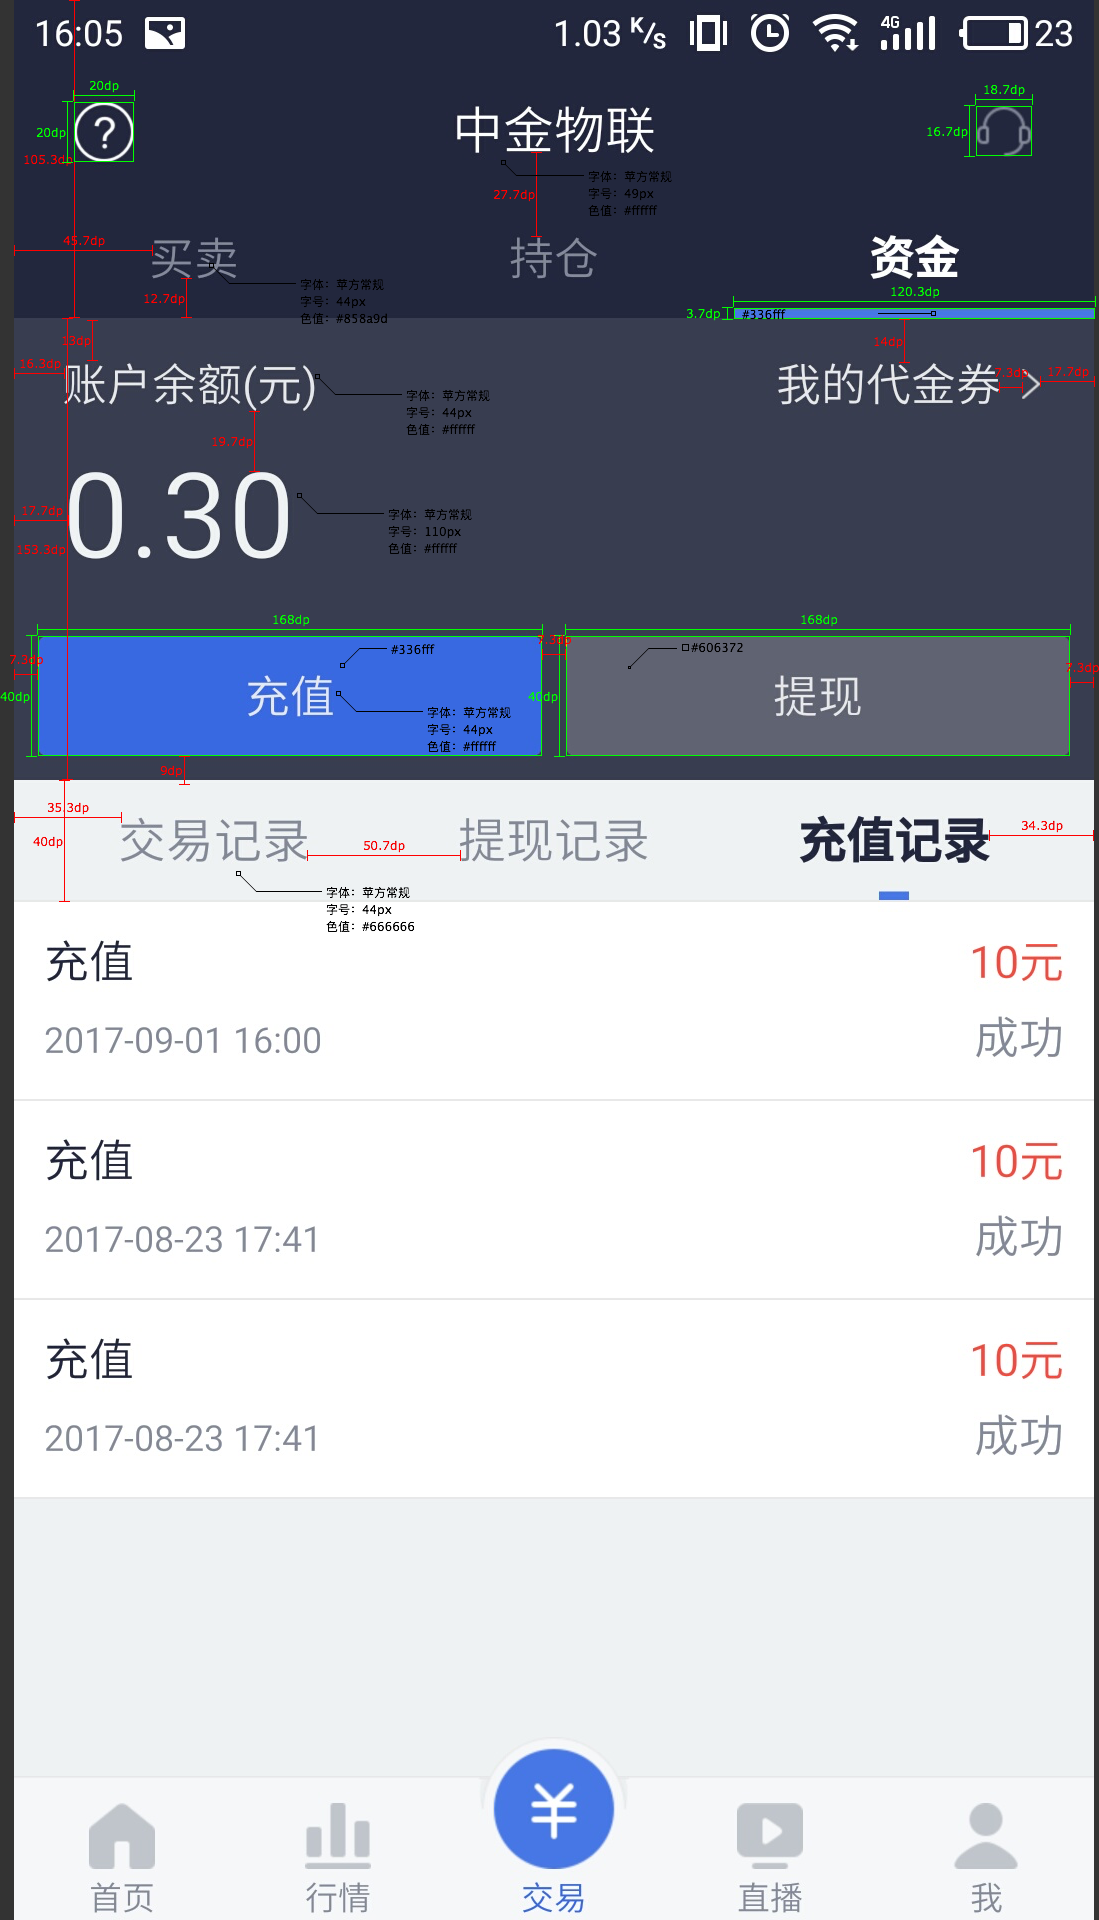 16:05 1.03 K/s 4G 23
20dp 18.7dp
20dp ? 中金物联 16.7dp
105.3dp
字体：苹方常规
27.7dp 字号：49px
色值：#ffffff
45.7dp
买卖 持仓 资金
字体：苹方常规
120.3dp
12.7dp 字号：44px
3.7dp #336fff
色值：#858a9d
13dp 14dp
16.3dp 7.3dp 17.7dp
账户余额(元) 我的代金券
字体：苹方常规
字号：44px
色值：#ffffff
19.7dp
17.7dp 0.30 字体：苹方常规
字号：110px
153.3dp 色值：#ffffff
168dp 168dp
#336fff #606372
7.3dp 7.3dp
40dp 充值 40dp 提现
字体：苹方常规
字号：44px
色值：#ffffff
9dp
35.3dp 34.3dp
40dp 交易记录 50.7dp 提现记录 充值记录
字体：苹方常规
字号：44px
色值：#666666
充值 10元
2017-09-01 16:00 成功
充值 10元
2017-08-23 17:41 成功
充值 10元
2017-08-23 17:41 成功
¥
首页 行情 交易 直播 我